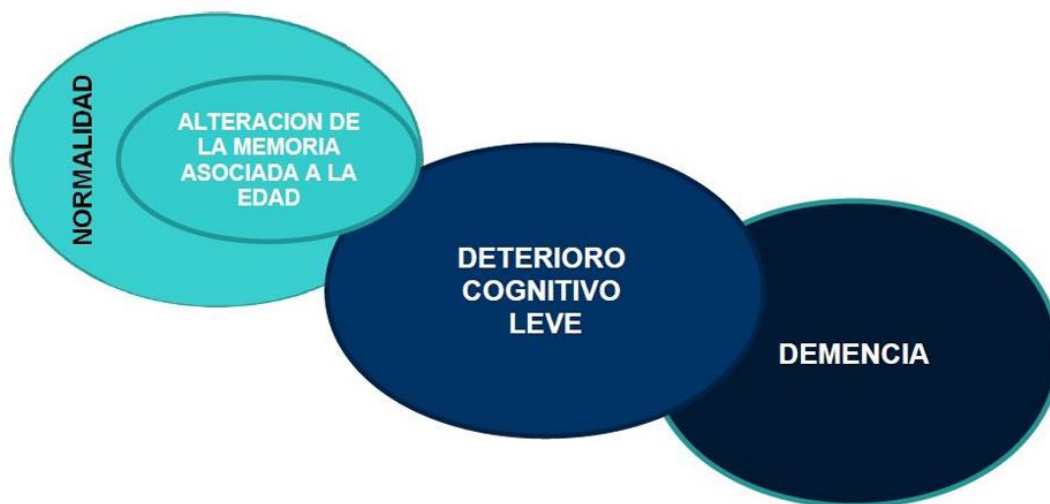 NORMALIDAD
ALTERACION DE
LA MEMORIA
ASOCIADA A LA
EDAD
DETERIORO
COGNITIVO
LEVE
DEMENCIA